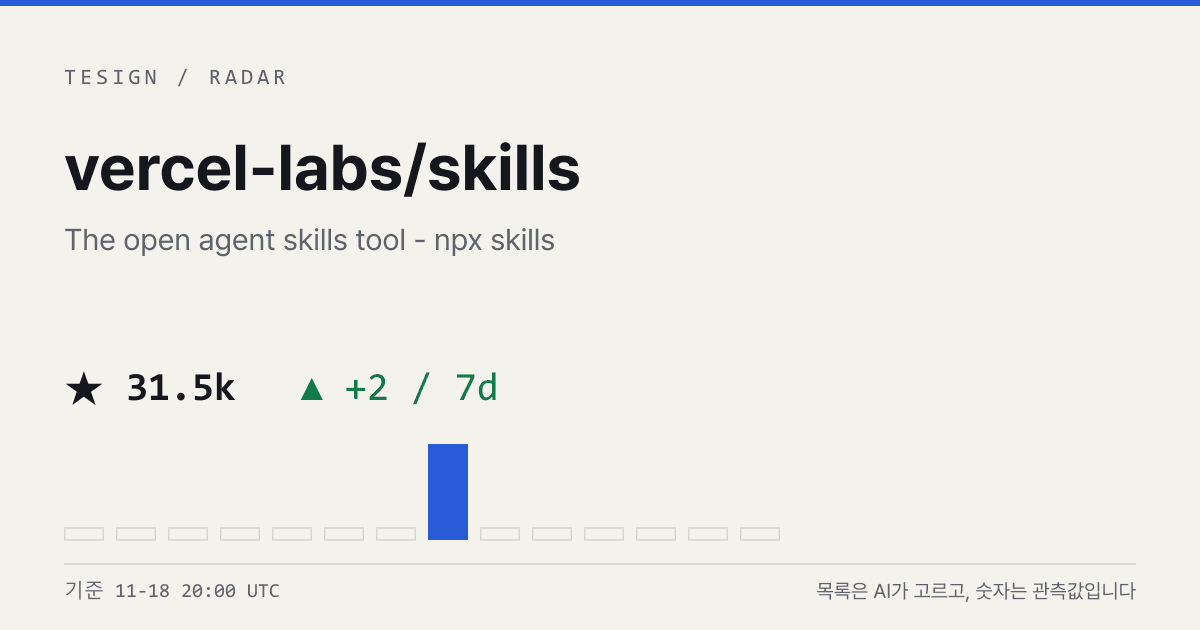 TESIGN / RADAR
vercel-labs/skills
The open agent skills tool - npx skills
★ 31.5k ▲ +2 / 7d
기준 11-18 20:00 UTC
목록은 AI가 고르고, 숫자는 관측값입니다